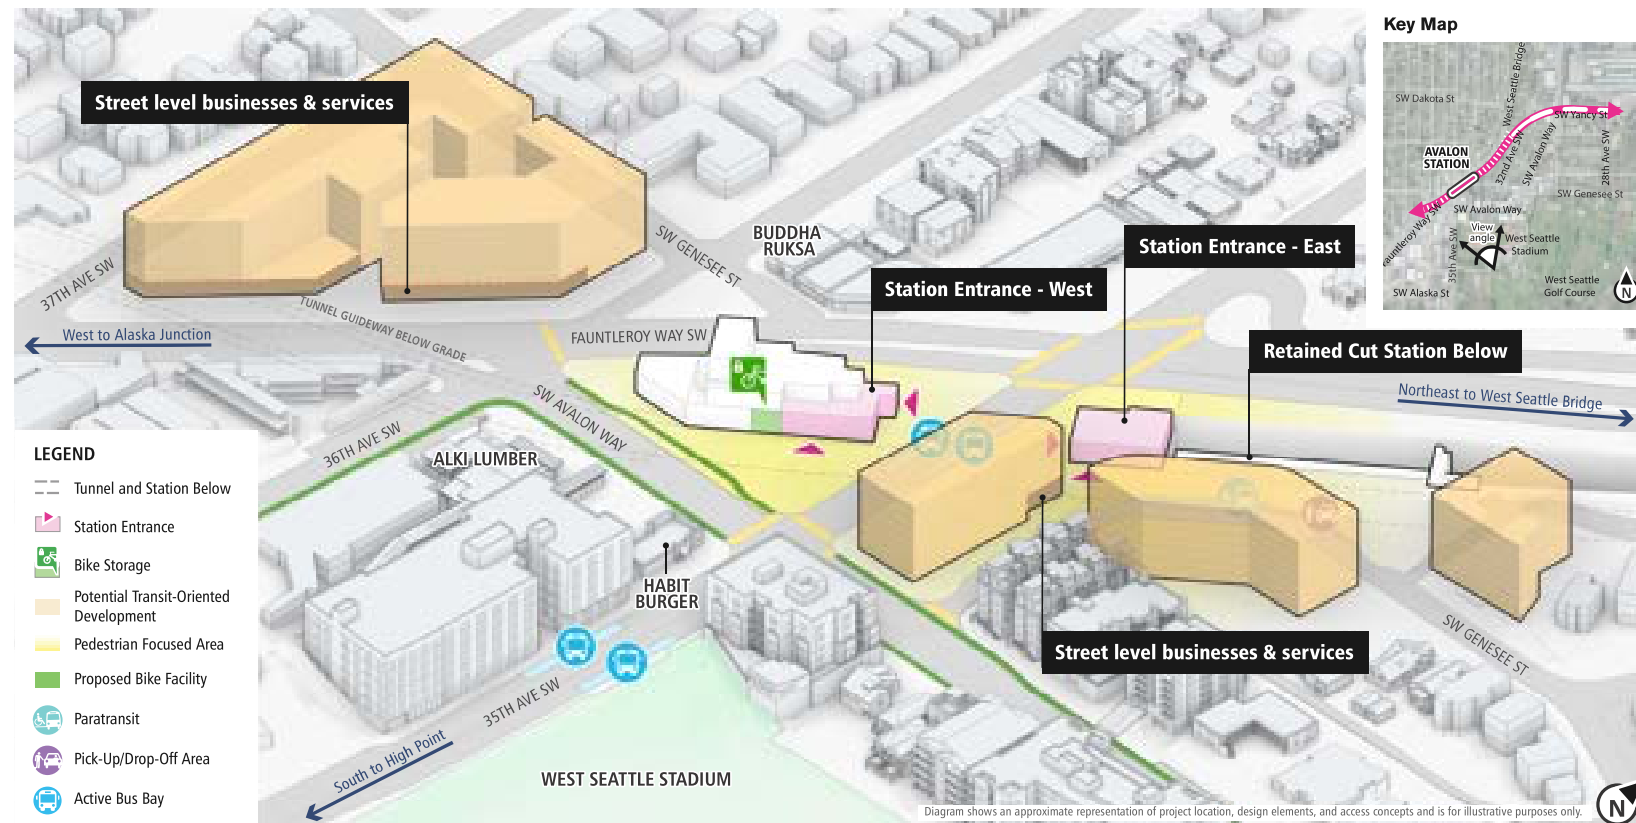 Key Map
SW Dakota St
West Seattle Bridge
SW Yancy St
AVALON
STATION
32nd Ave SW
SW Avalon Way
28th Ave SW
SW Genesee St
Fauntleroy Way SW
SW Avalon Way
35th Ave SW
View
angle
West Seattle
Stadium
West Seattle
Golf Course
SW Alaska St
N
Street level businesses & services
BUDDHA
RUKSA
SW GENESEE ST
Station Entrance - East
Station Entrance - West
37TH AVE SW
TUNNEL GUIDEWAY BELOW GRADE
West to Alaska Junction
FAUNTLEROY WAY SW
Retained Cut Station Below
Northeast to West Seattle Bridge
SW AVALON WAY
36TH AVE SW
ALKI LUMBER
HABIT
BURGER
Street level businesses & services
SW GENESEE ST
35TH AVE SW
South to High Point
WEST SEATTLE STADIUM
LEGEND
Tunnel and Station Below
Station Entrance
Bike Storage
Potential Transit-Oriented
Development
Pedestrian Focused Area
Proposed Bike Facility
Paratransit
Pick-Up/Drop-Off Area
Active Bus Bay
Diagram shows an approximate representation of project location, design elements, and access concepts and is for illustrative purposes only.
N